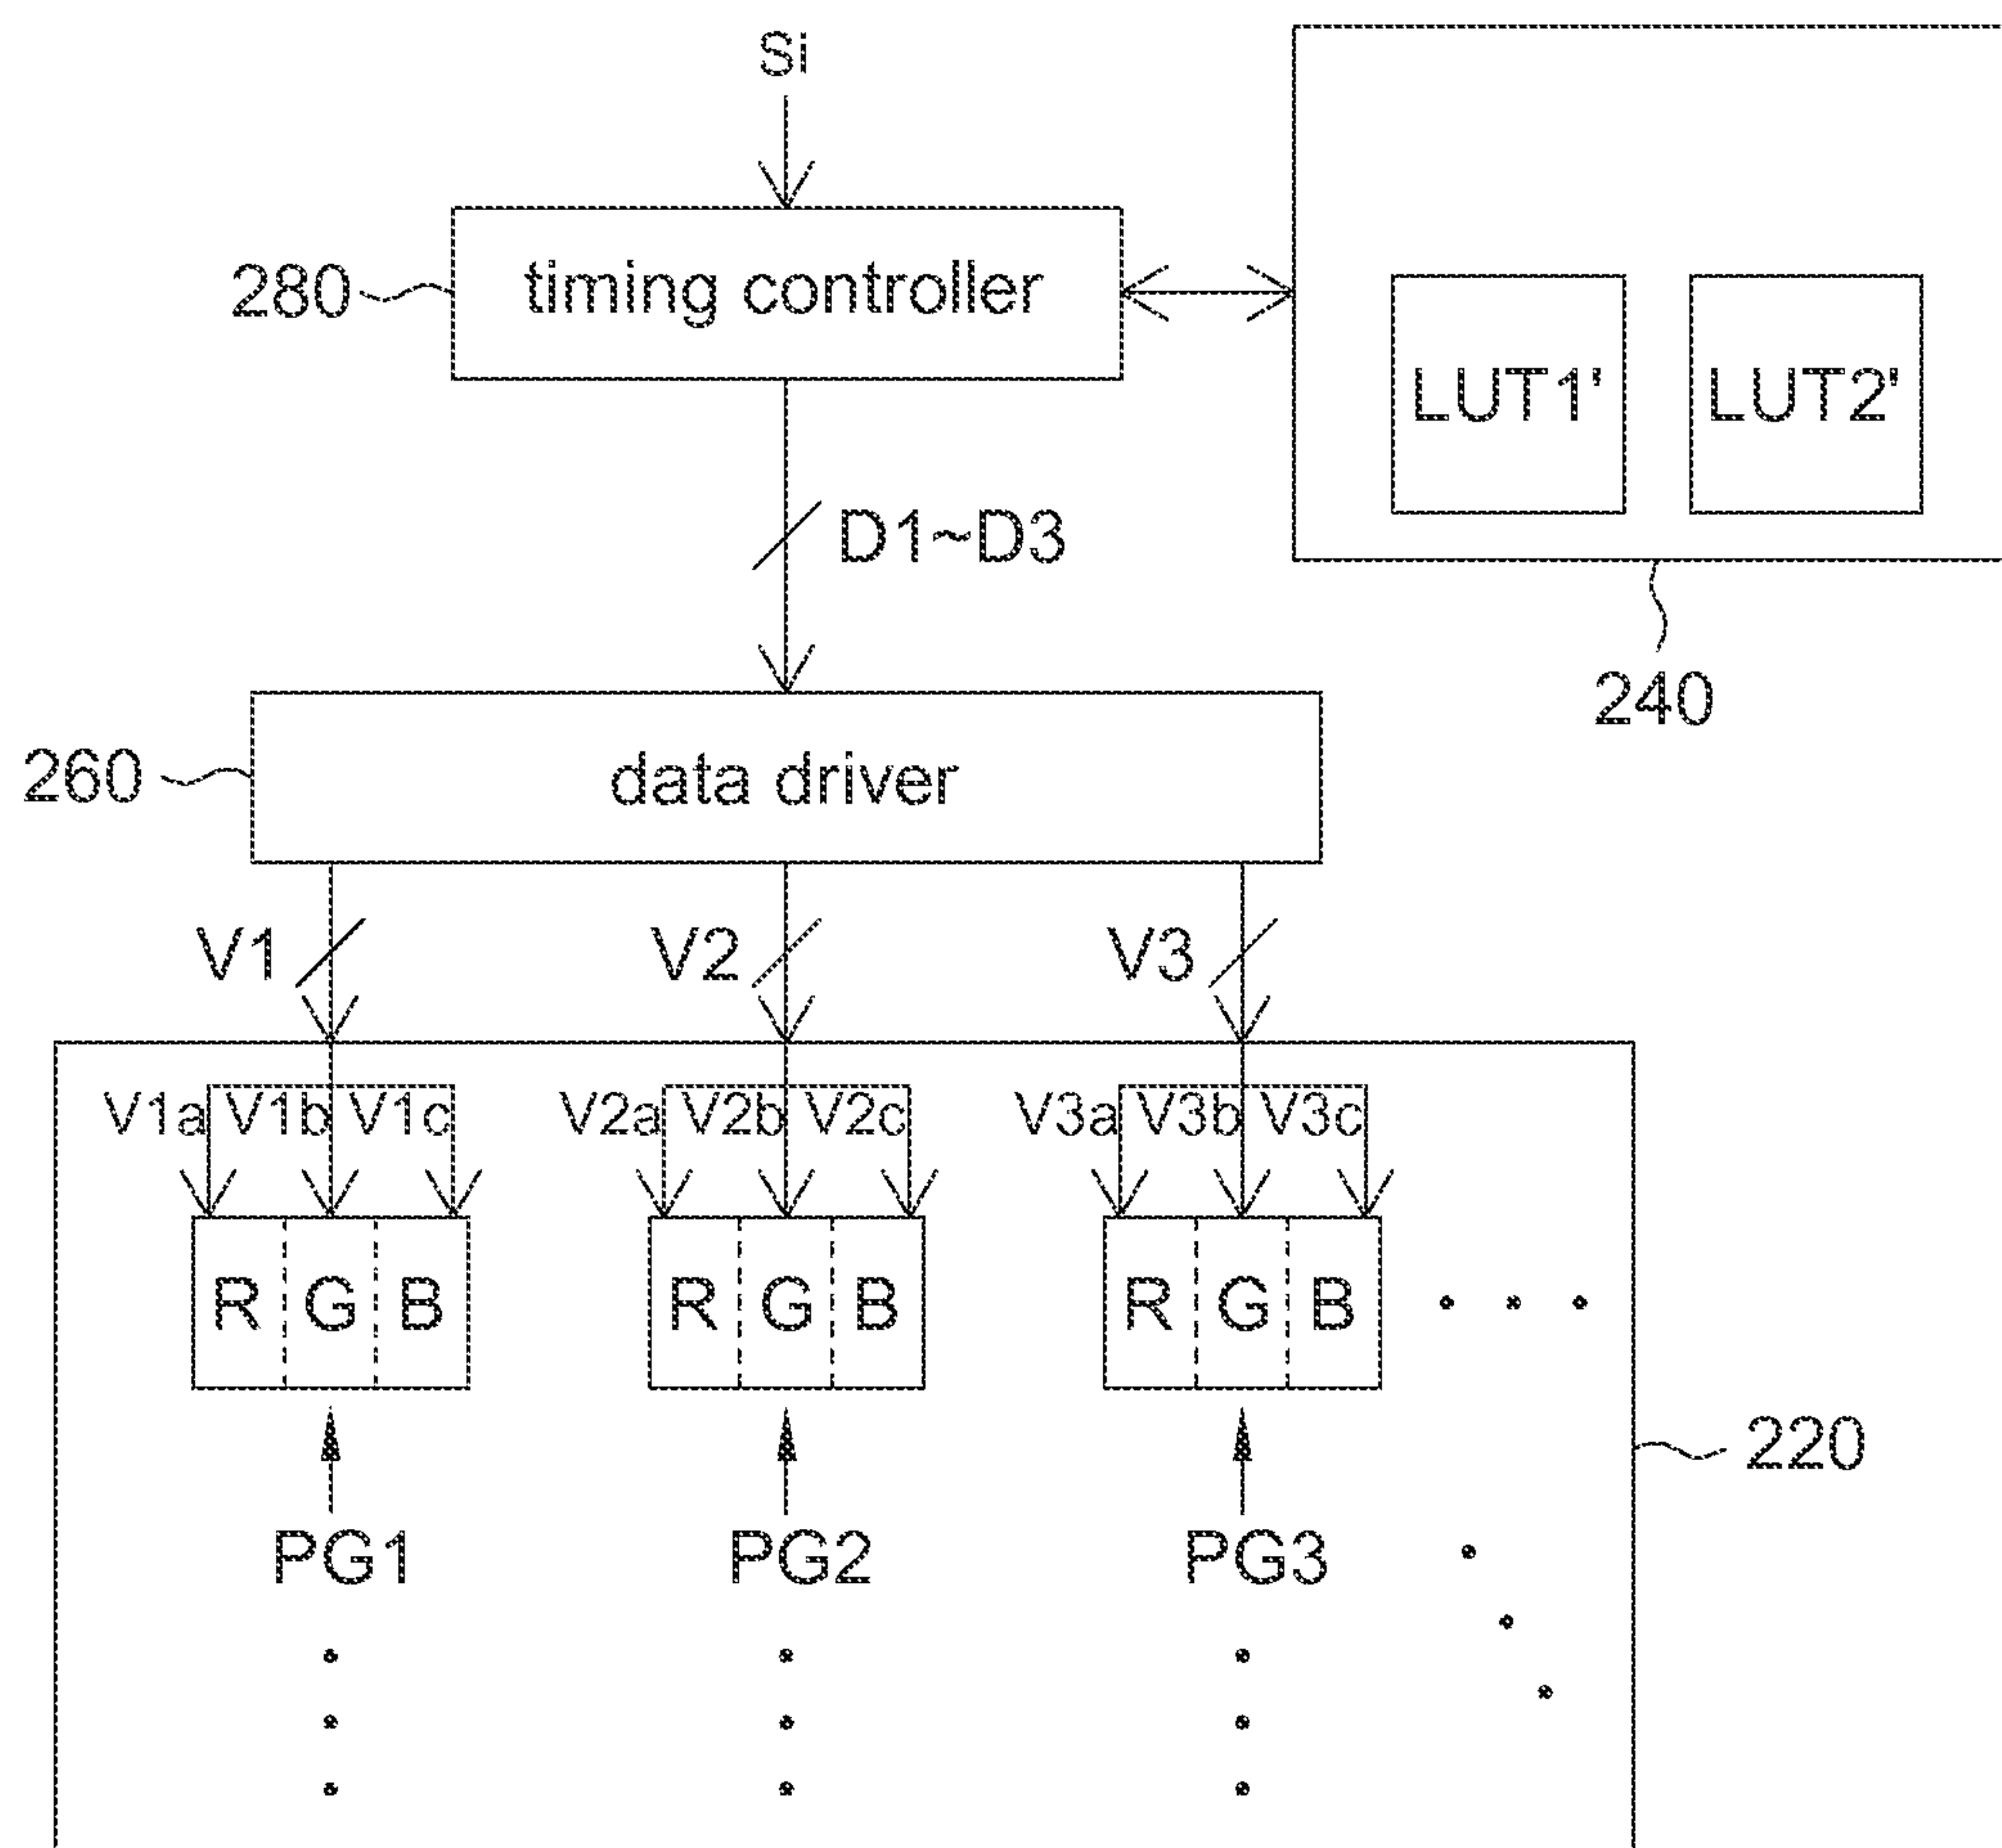 Si
280
timing controller
LUT1'
LUT2'
D1~D3
240
260
data driver
V1
V2
V3
V1a
V1b
V1c
V2a
V2b
V2c
V3a
V3b
V3c
R
G
B
R
G
B
R
G
B
220
PG1
PG2
PG3